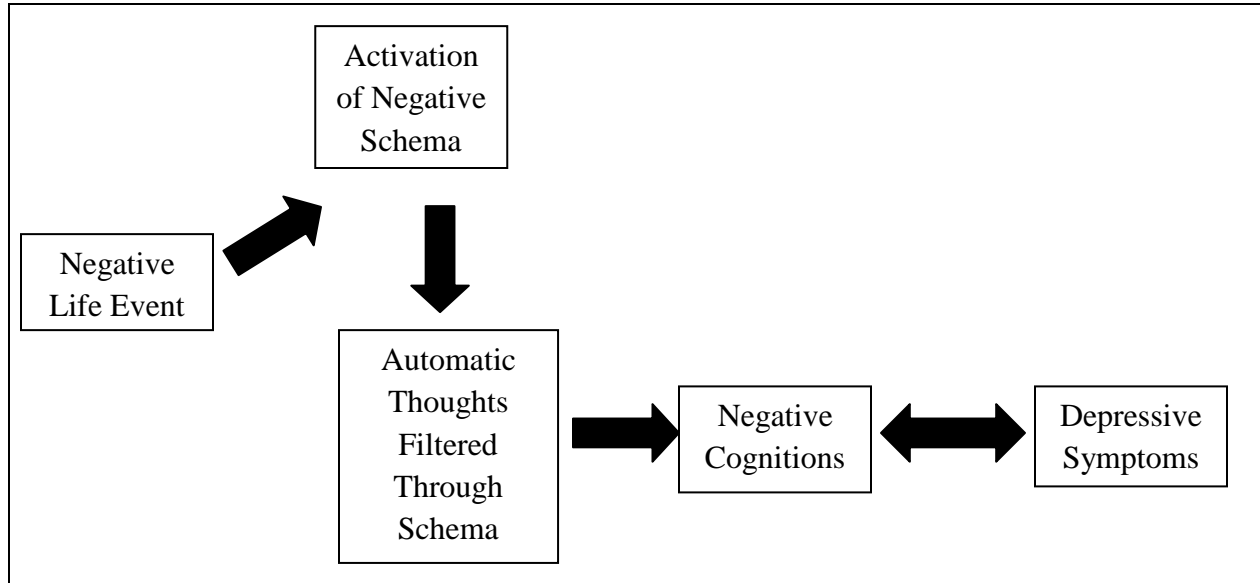 Activation
of Negative
Schema
Negative
Life Event
Automatic
Thoughts
Filtered
Through
Schema
Negative
Cognitions
Depressive
Symptoms